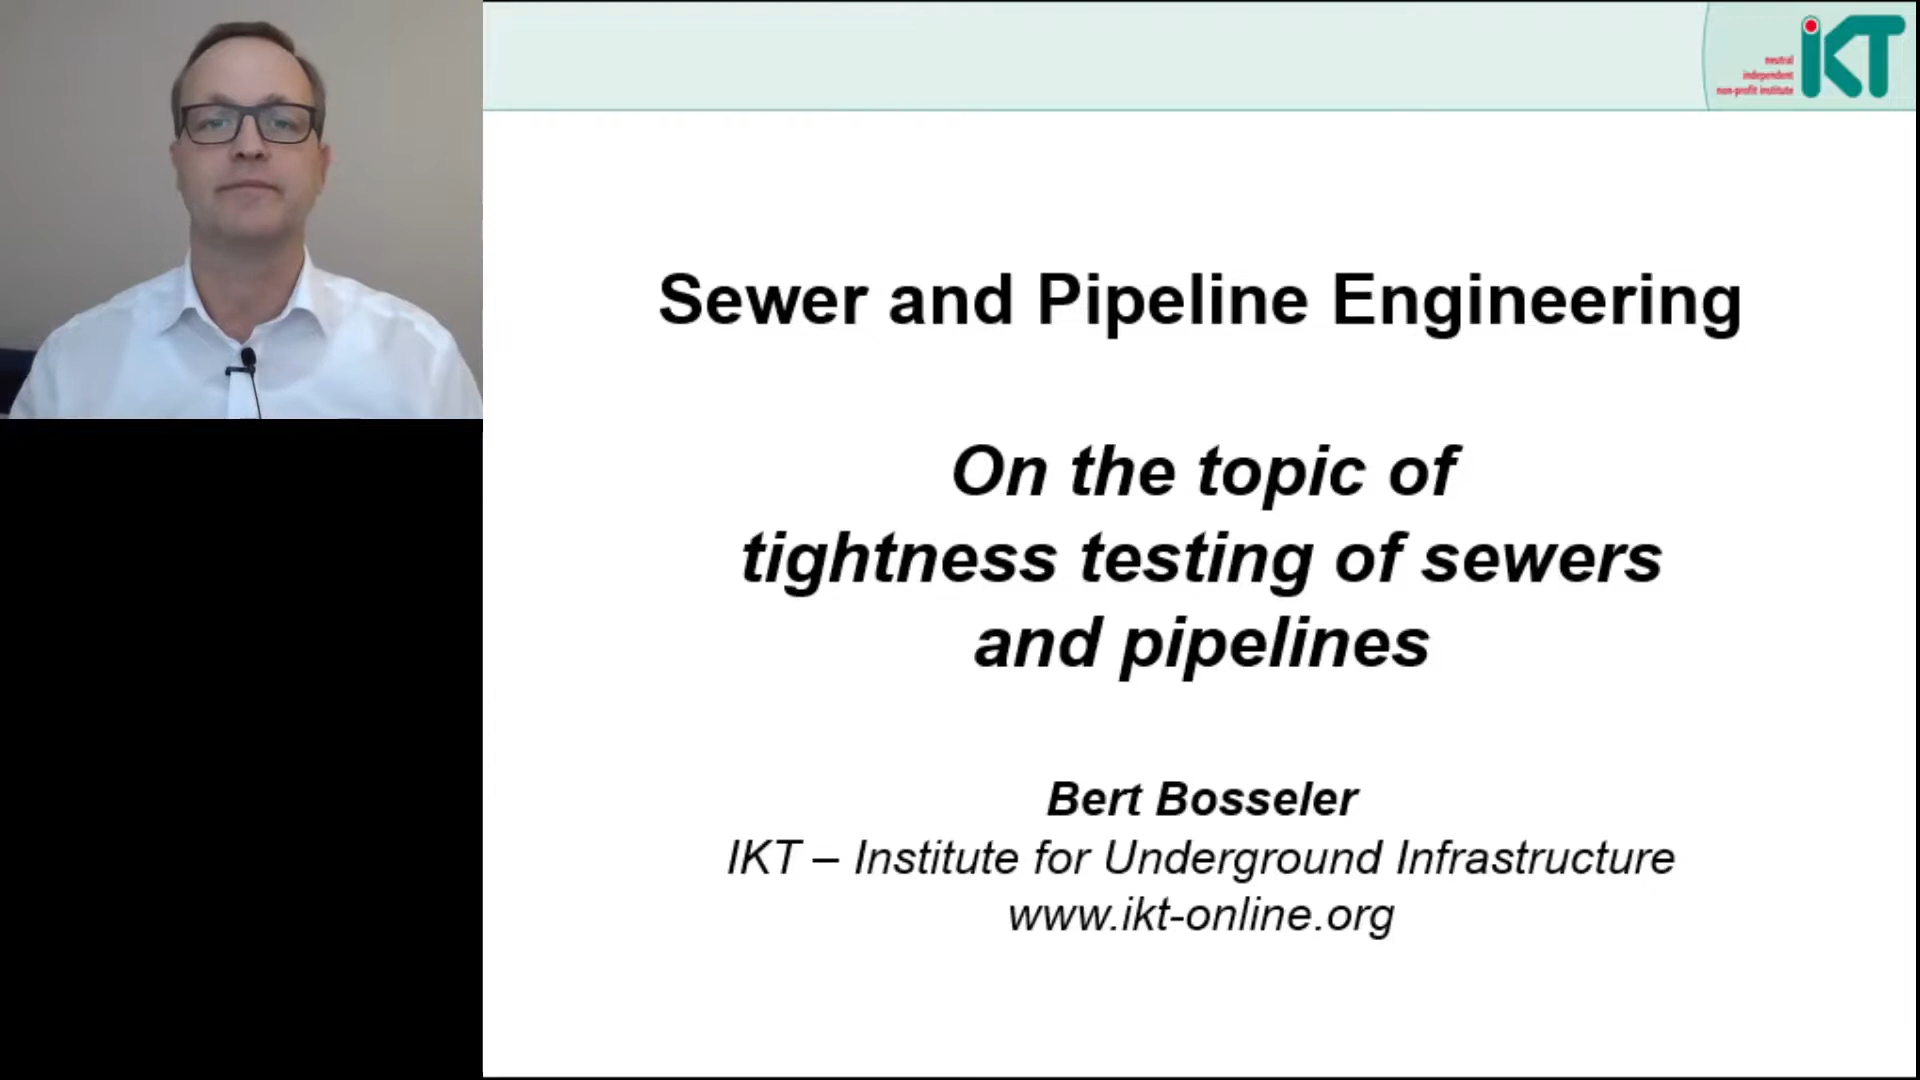 neutral
independent
non-profit institute
iKT
Sewer and Pipeline Engineering
On the topic of
tightness testing of sewers
and pipelines
Bert Bosseler
IKT – Institute for Underground Infrastructure
www.ikt-online.org